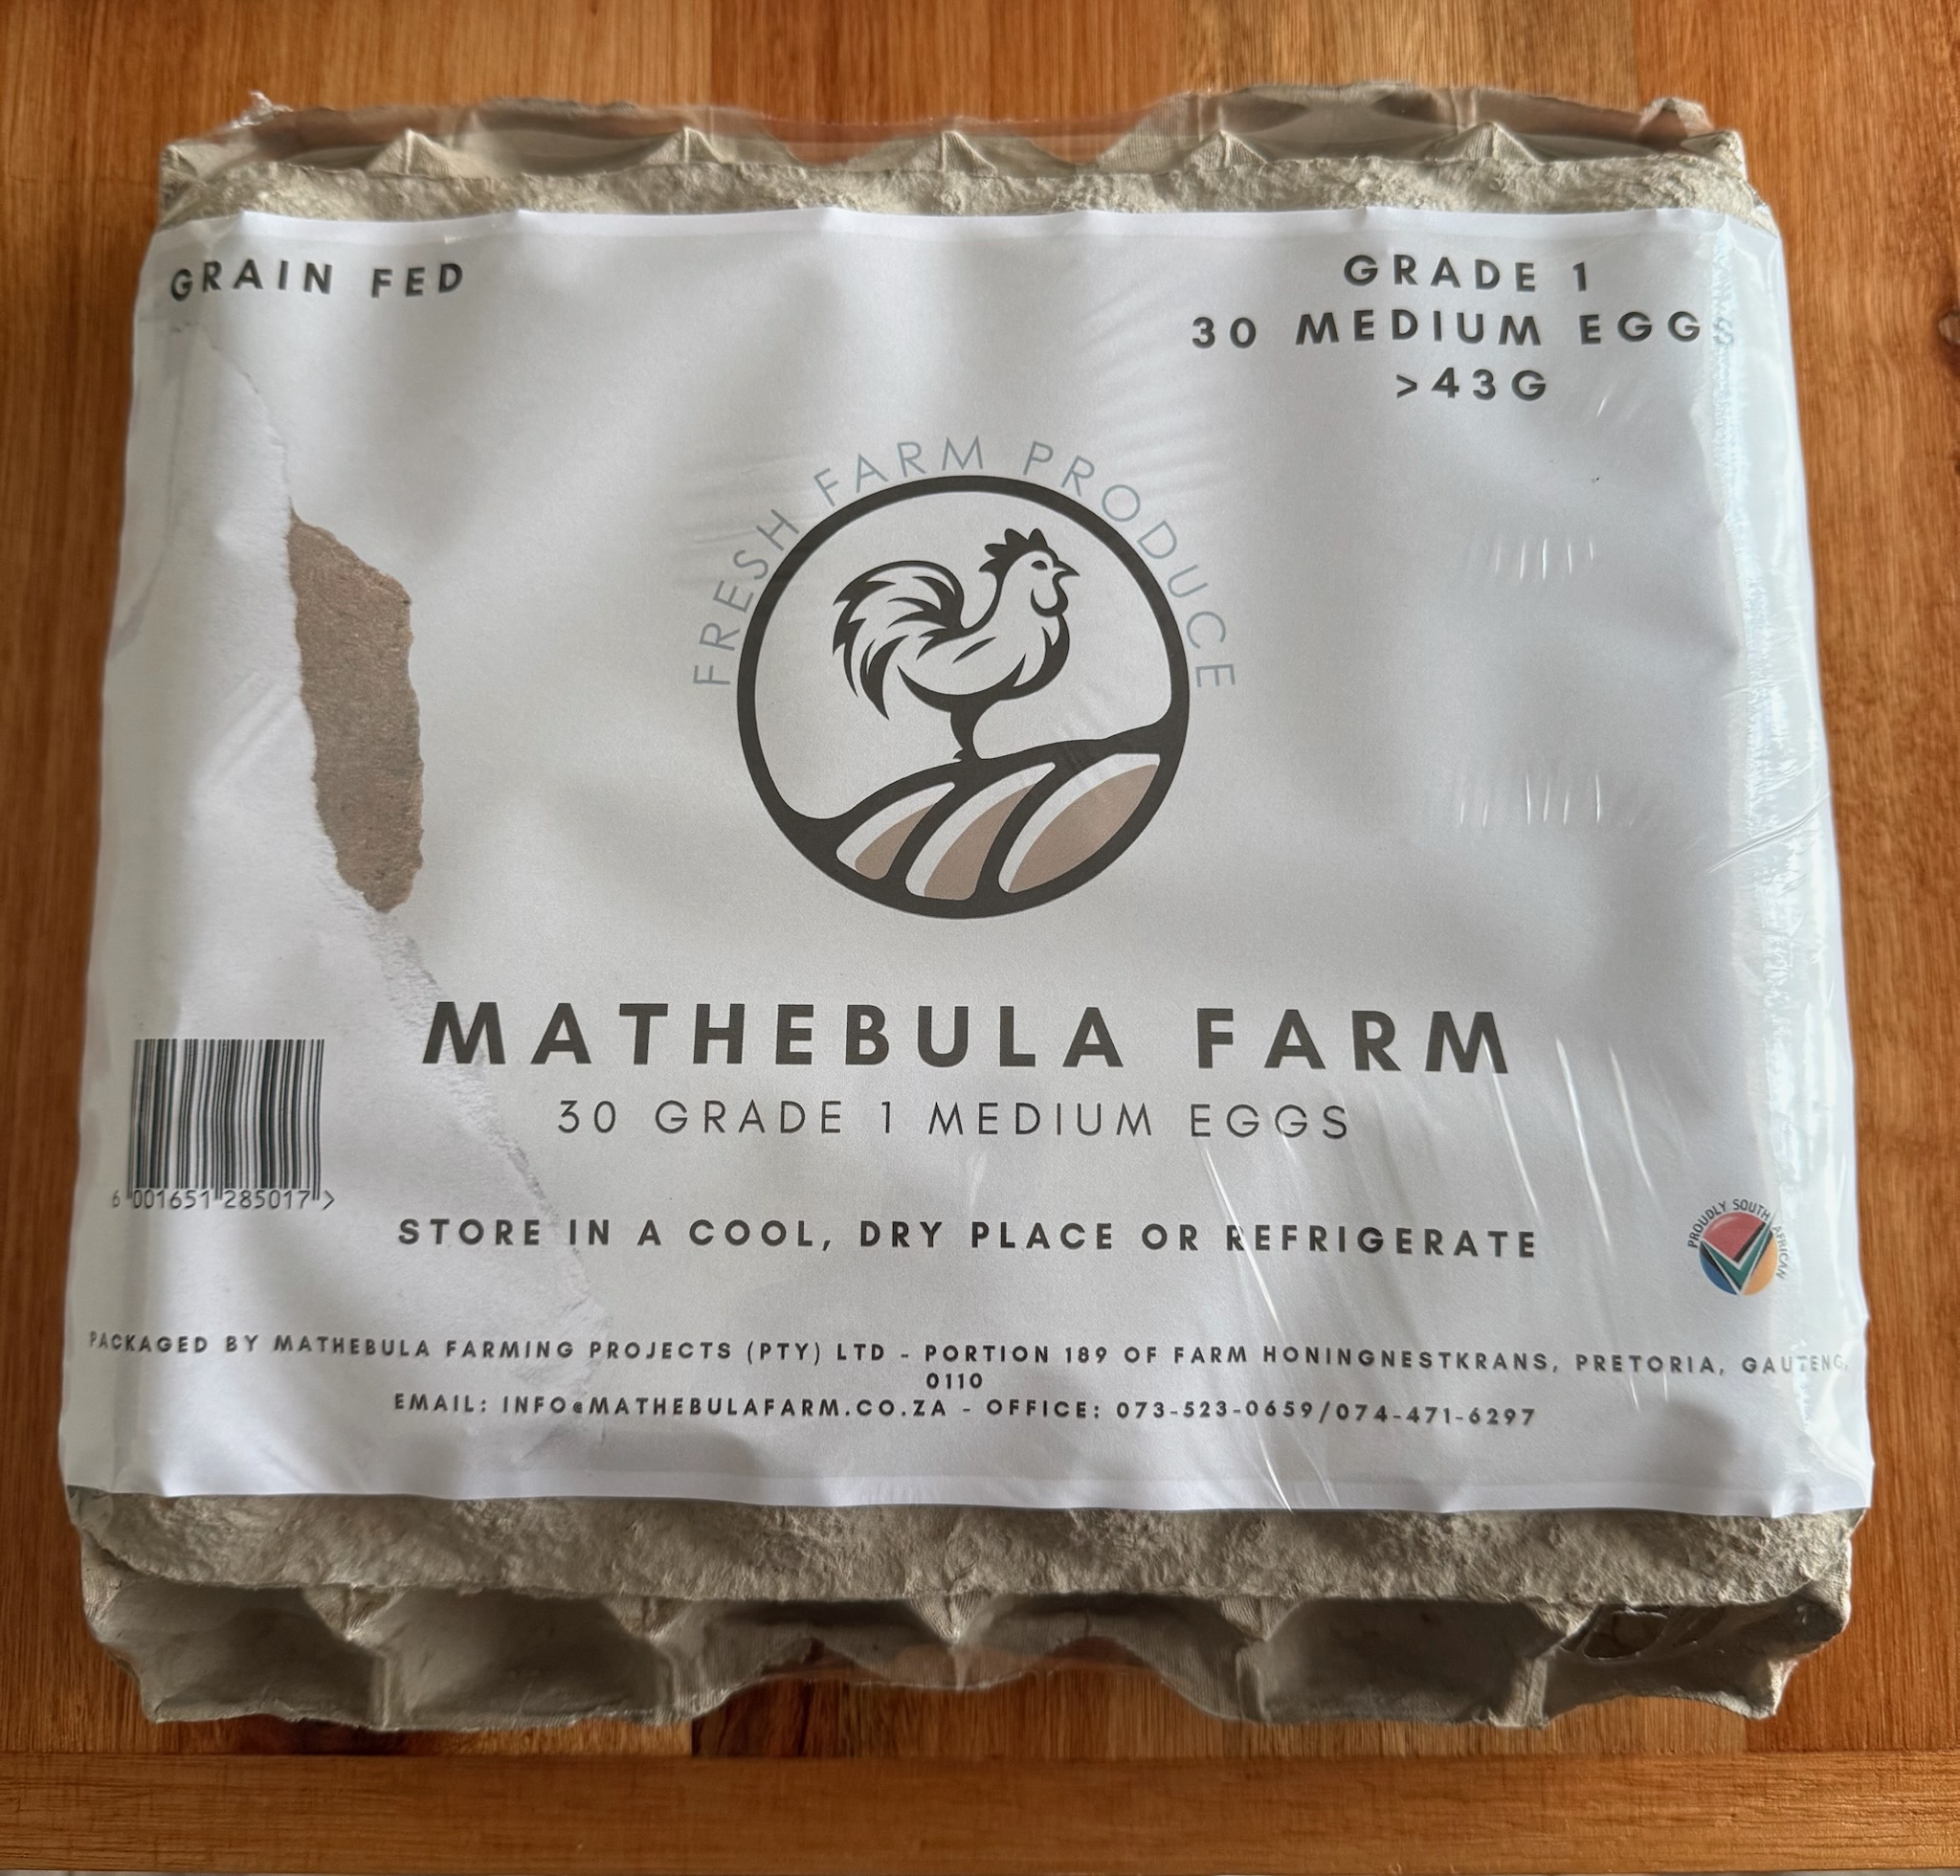 GRAIN FED
GRADE 1
30 MEDIUM EGGS
>43G
FRESH FARM PRODUCE
MATHEBULA FARM
30 GRADE 1 MEDIUM EGGS
6 001651 285017 >
STORE IN A COOL, DRY PLACE OR REFRIGERATE
PROUDLY SOUTH AFRICAN
PACKAGED BY MATHEBULA FARMING PROJECTS (PTY) LTD - PORTION 189 OF FARM HONINGNESTKRANS, PRETORIA, GAUTENG,
0110
EMAIL: INFO@MATHEBULAFARM.CO.ZA - OFFICE: 073-523-0659/074-471-6297